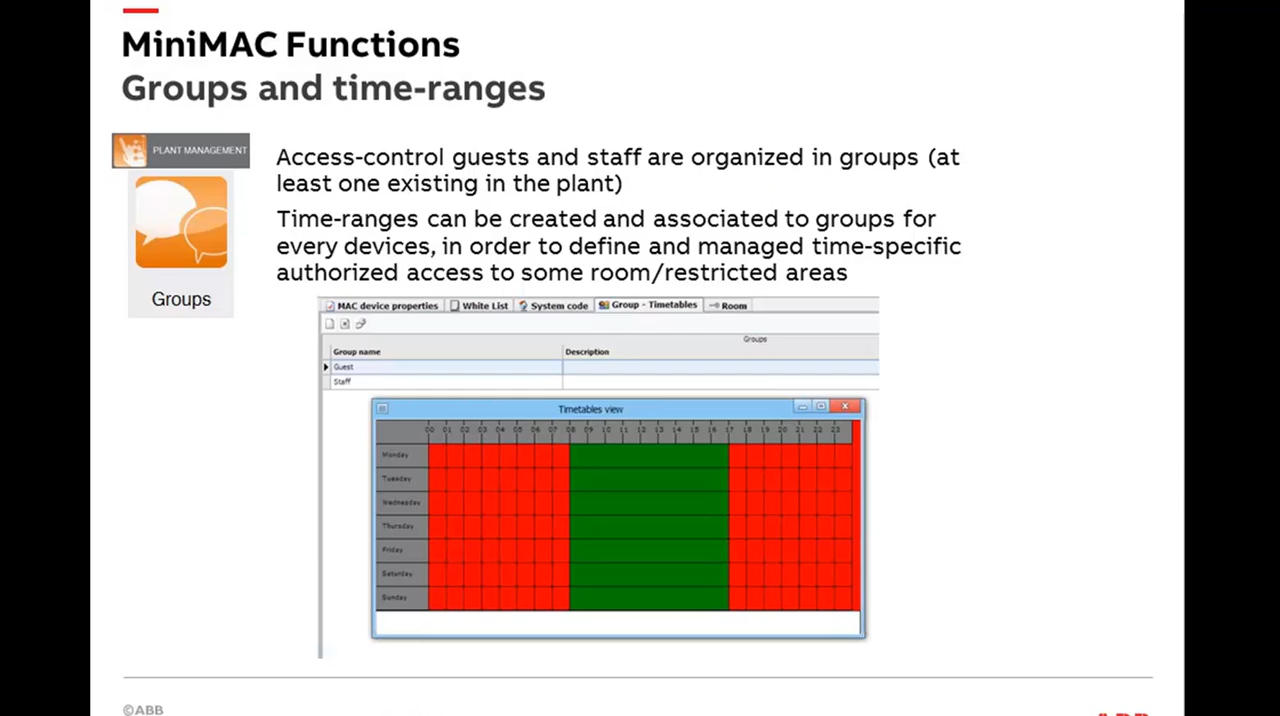 MiniMAC Functions
Groups and time-ranges
PLANT MANAGEMENT
Groups
Access-control guests and staff are organized in groups (at
least one existing in the plant)
Time-ranges can be created and associated to groups for
every devices, in order to define and managed time-specific
authorized access to some room/restricted areas
MAC device properties White List System code Group - Timetables Room
Groups
Group name Description
Guest
Staff
Timetables view
00 01 02 03 04 05 06 07 08 09 10 11 12 13 14 15 16 17 18 19 20 21 22 23
Monday
Tuesday
Wednesday
Thursday
Friday
Saturday
Sunday
©ABB
ABB